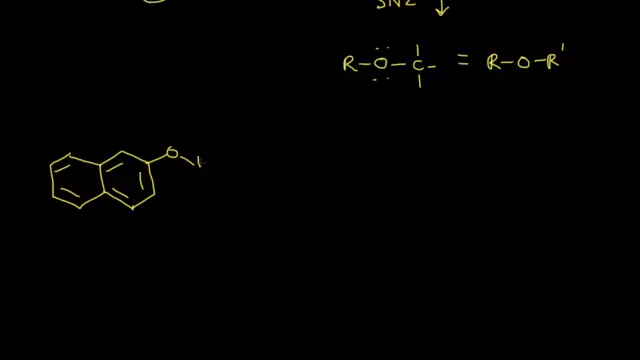 SN2 ↓
R-O-C- = R-O-R'
O